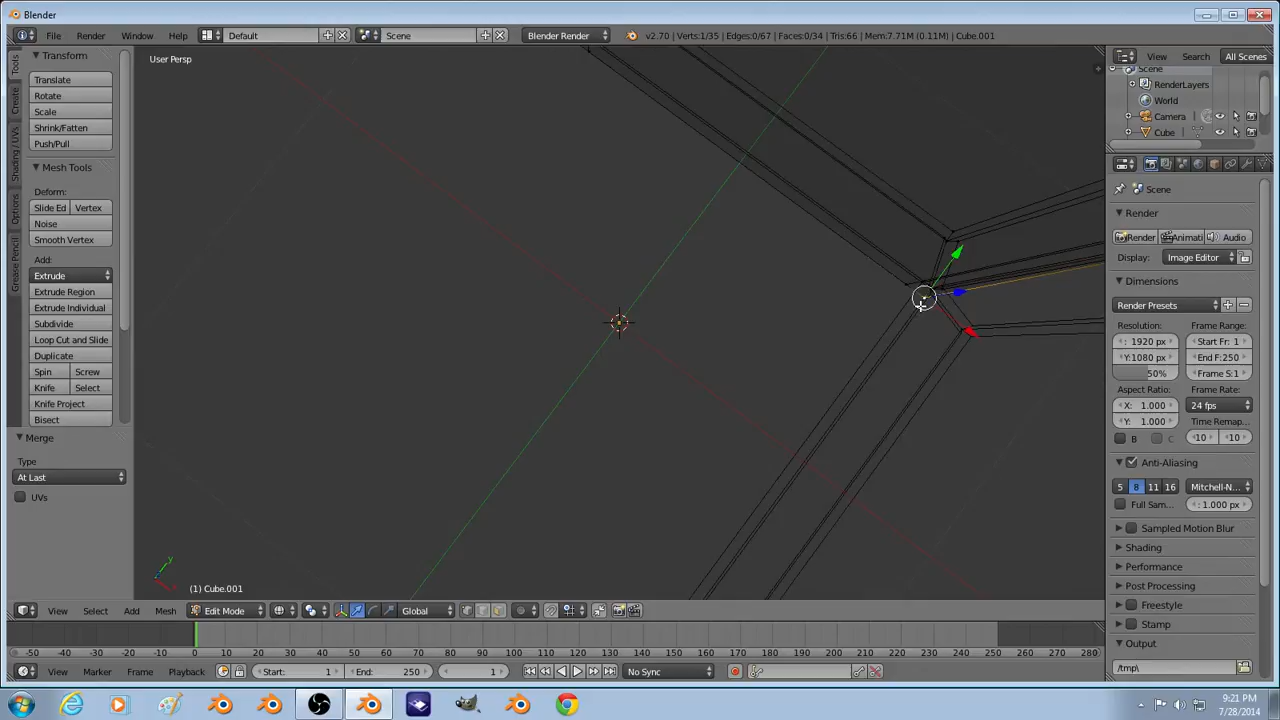 Blender
File Render Window Help Default Scene Blender Render v2.70 | Verts:1/35 | Edges:0/67 | Faces:0/34 | Tris:66 | Mem:7.71M (0.11M) | Cube.001
Tools
Create
Shading / UVs
Options
Grease Pencil
Transform
Translate
Rotate
Scale
Shrink/Fatten
Push/Pull
Mesh Tools
Deform:
Slide Ed Vertex
Noise
Smooth Vertex
Add:
Extrude
Extrude Region
Extrude Individual
Subdivide
Loop Cut and Slide
Duplicate
Spin Screw
Knife Select
Knife Project
Bisect
Merge
Type
At Last
UVs
User Persp
y
x
(1) Cube.001
View Search All Scenes
Scene
RenderLayers
World
Camera
Cube
Scene
Render
Render Animati Audio
Display: Image Editor
Dimensions
Render Presets
Resolution: Frame Range:
: 1920 px Start Fr: 1
Y:1080 px End F:250
50% Frame S:1
Aspect Ratio: Frame Rate:
X: 1.000 24 fps
Y: 1.000 Time Remap...
B C 10 10
Anti-Aliasing
5 8 11 16 Mitchell-N...
Full Sam... : 1.000 px
Sampled Motion Blur
Shading
Performance
Post Processing
Freestyle
Stamp
Output
/tmp\
View Select Add Mesh Edit Mode Global
-50 -40 -30 -20 -10 0 10 20 30 40 50 60 70 80 90 100 110 120 130 140 150 160 170 180 190 200 210 220 230 240 250 260 270 280
View Marker Frame Playback Start: 1 End: 250 1 No Sync
9:21 PM
7/28/2014